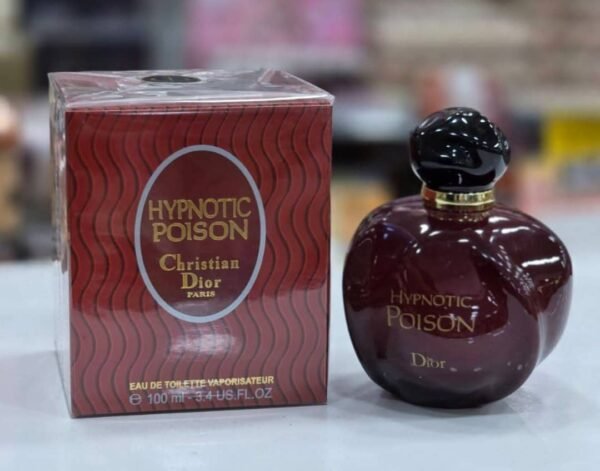 HYPNOTIC
POISON
Christian
Dior
PARIS
EAU DE TOILETTE VAPORISATEUR
℮ 100 ml - 3.4 US.FL.OZ
HYPNOTIC
POISON
Dior